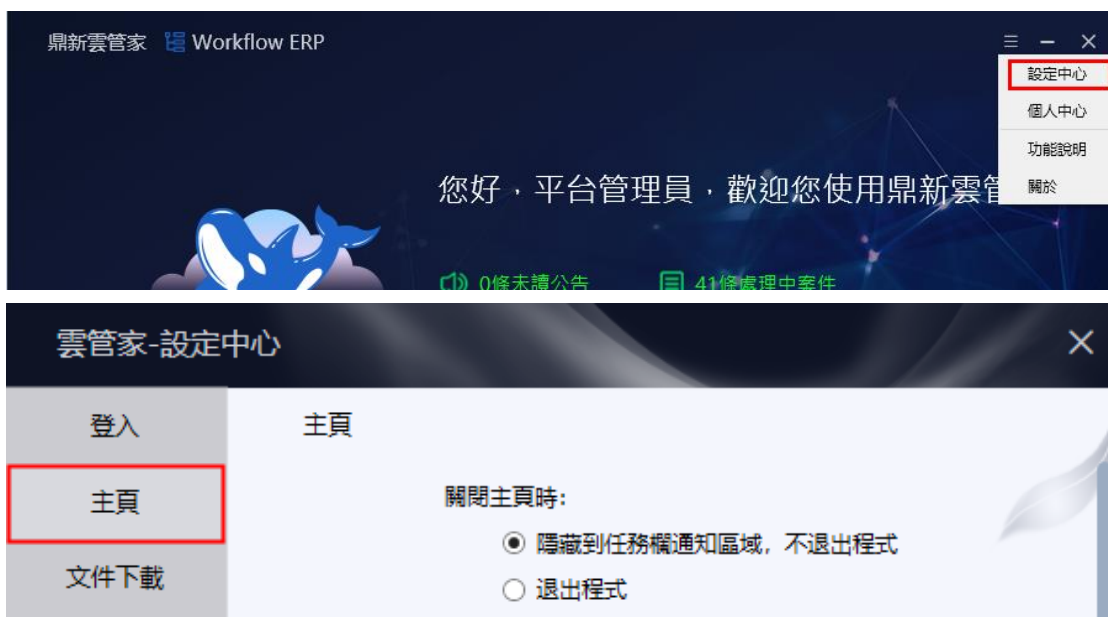 鼎新雲管家 Workflow ERP
設定中心
個人中心
功能說明
關於
您好，平台管理員，歡迎您使用鼎新雲管
0條未讀公告 41條處理中案件
雲管家-設定中心
登入
主頁
文件下載
主頁
關閉主頁時:
隱藏到任務欄通知區域, 不退出程式
退出程式